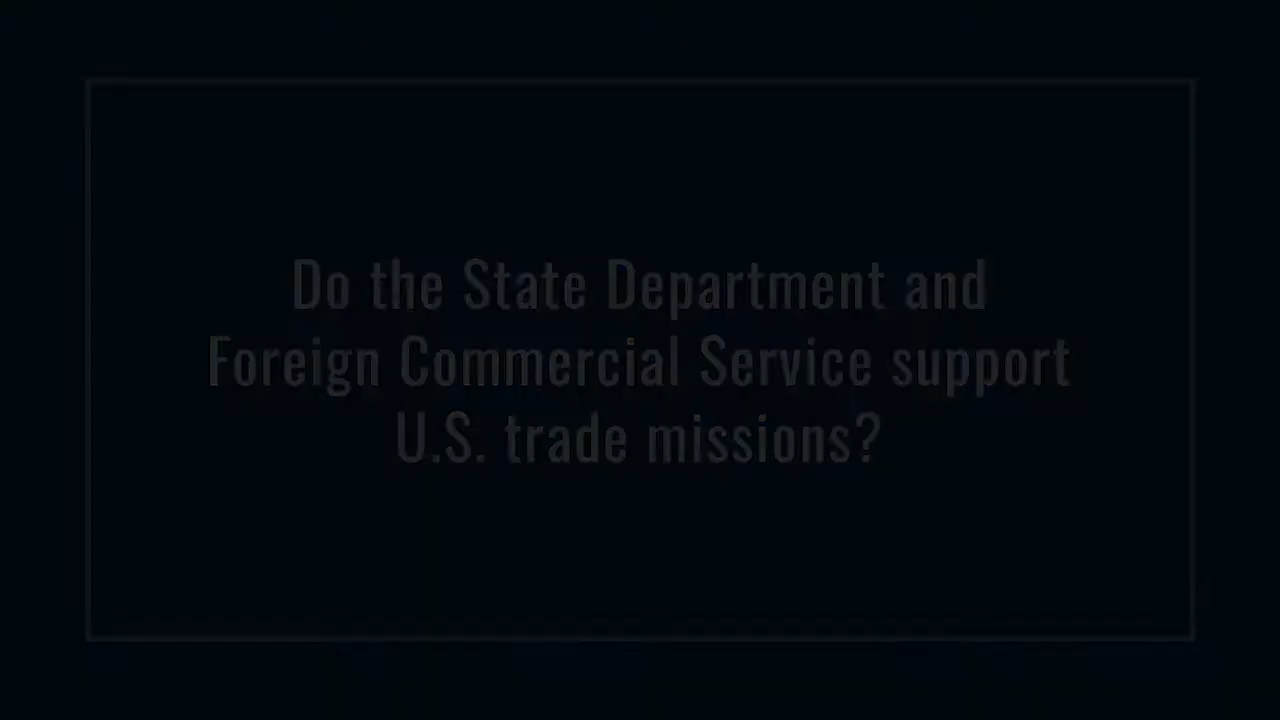 Do the State Department and
Foreign Commercial Service support
U.S. trade missions?